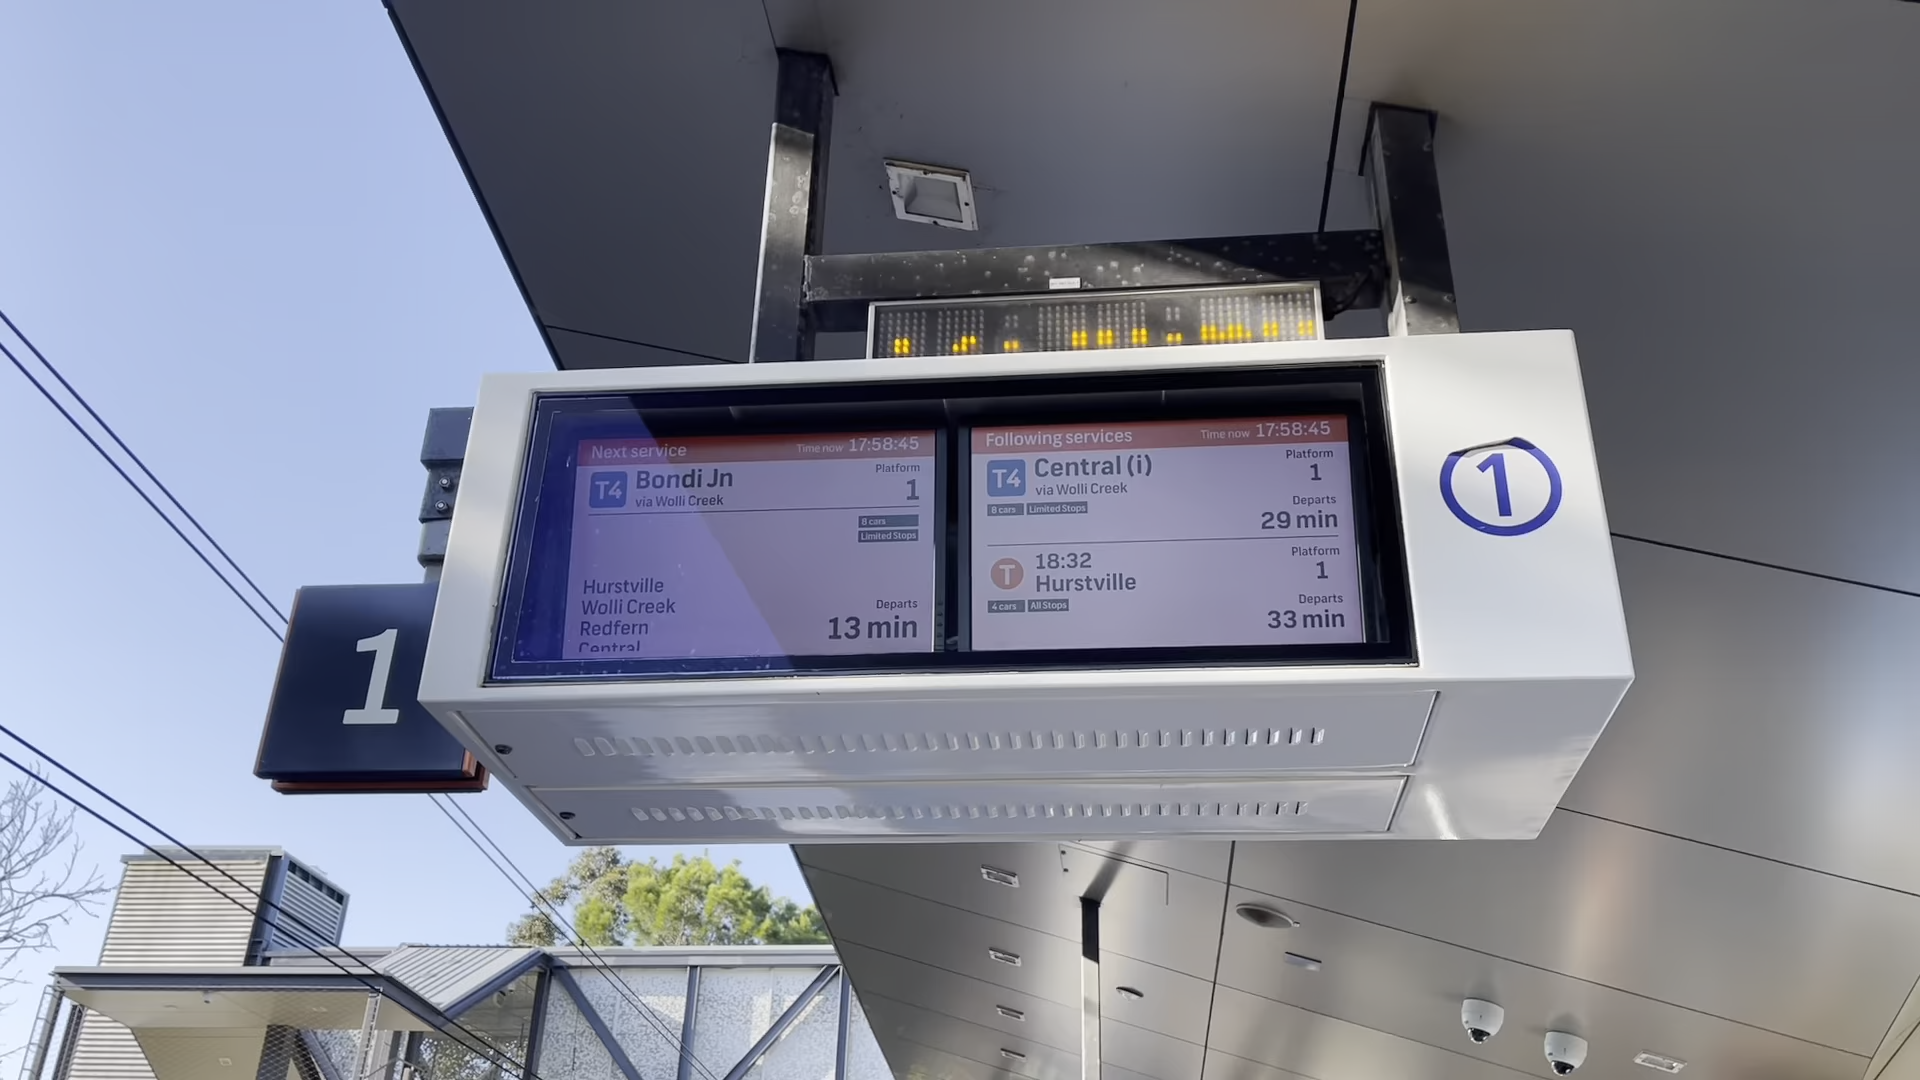 Next service Time now 17:58:45
T4 Bondi Jn Platform
via Wolli Creek 1
8 cars
Limited Stops
Hurstville
Wolli Creek
Redfern
Central
Departs
13 min
Following services Time now 17:58:45
T4 Central (i) Platform
via Wolli Creek 1
8 cars Limited Stops Departs
29 min
T 18:32 Platform
Hurstville 1
4 cars All Stops Departs
33 min
1
1